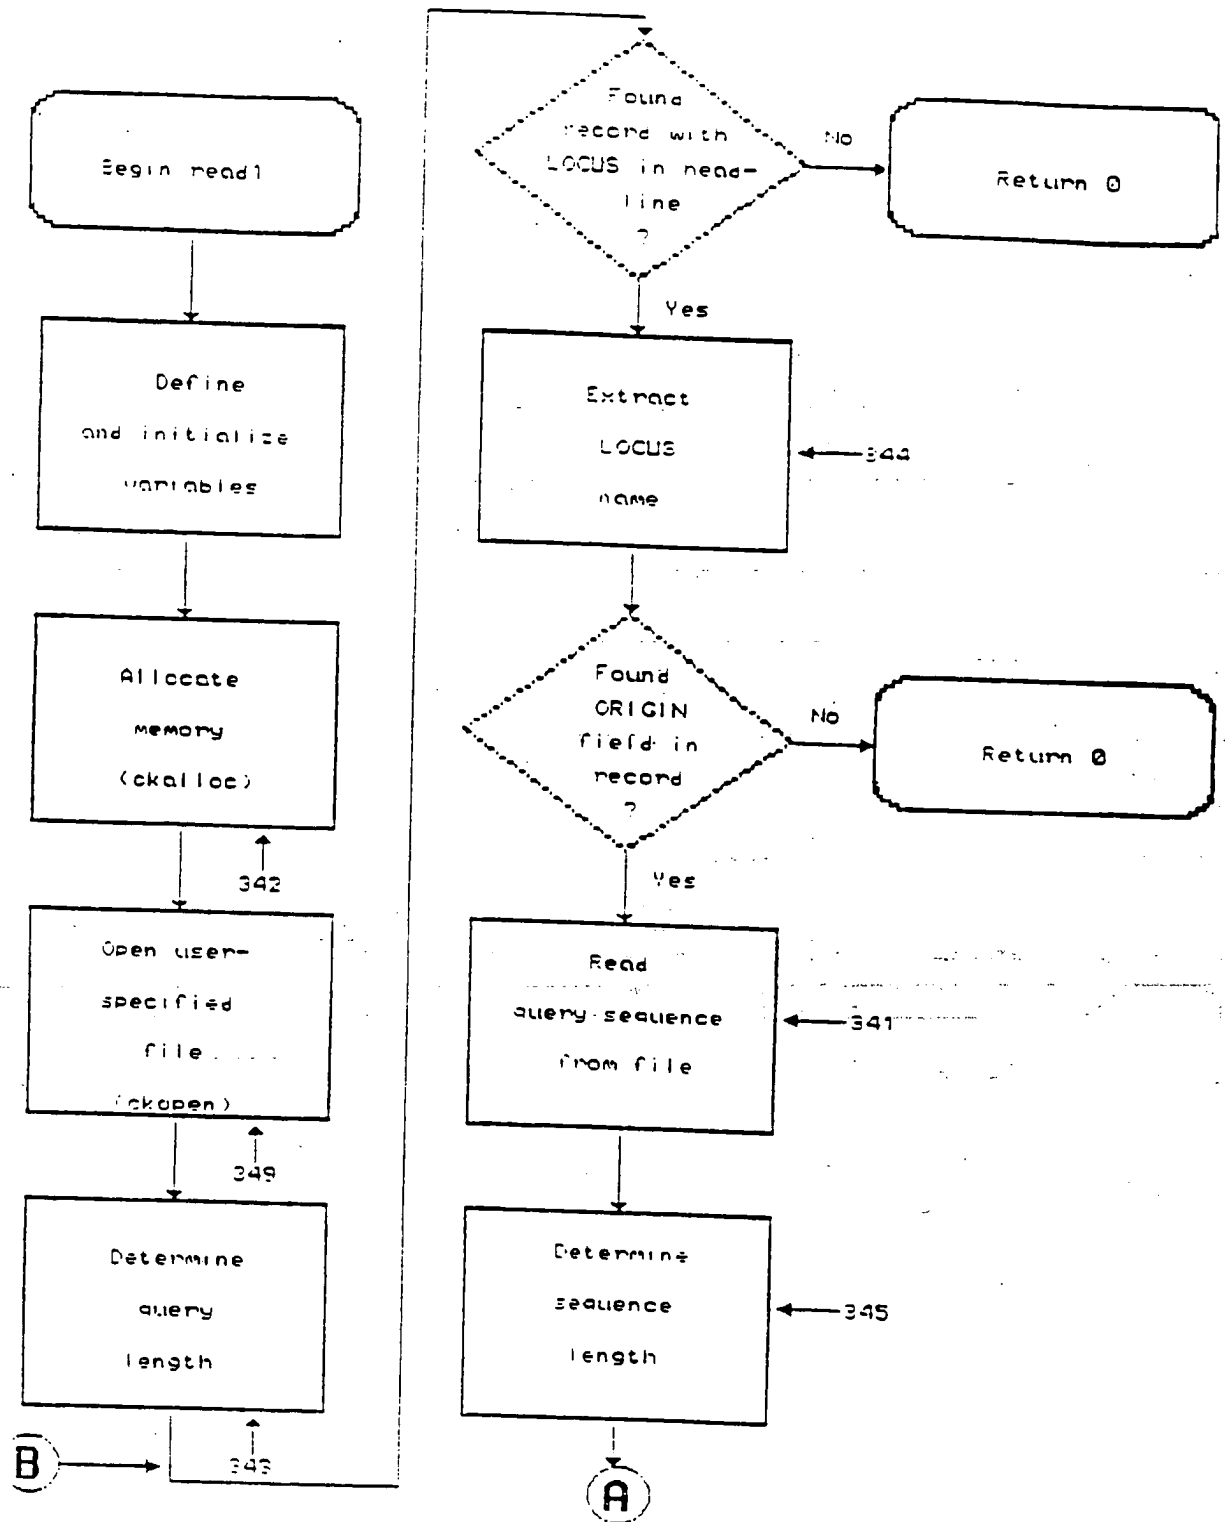 Begin read1
Define
and initialize
variables
Allocate
memory
(ckalloc)
342
Open user-
specified
file
(ckopen)
349
Determine
query
length
343
B
Found
record with
LOCUS in head-
line
?
No
Return 0
Yes
Extract
LOCUS
name
344
Found
ORIGIN
field in
record
?
No
Return 0
Yes
Read
query sequence
from file
341
Determine
sequence
length
345
A